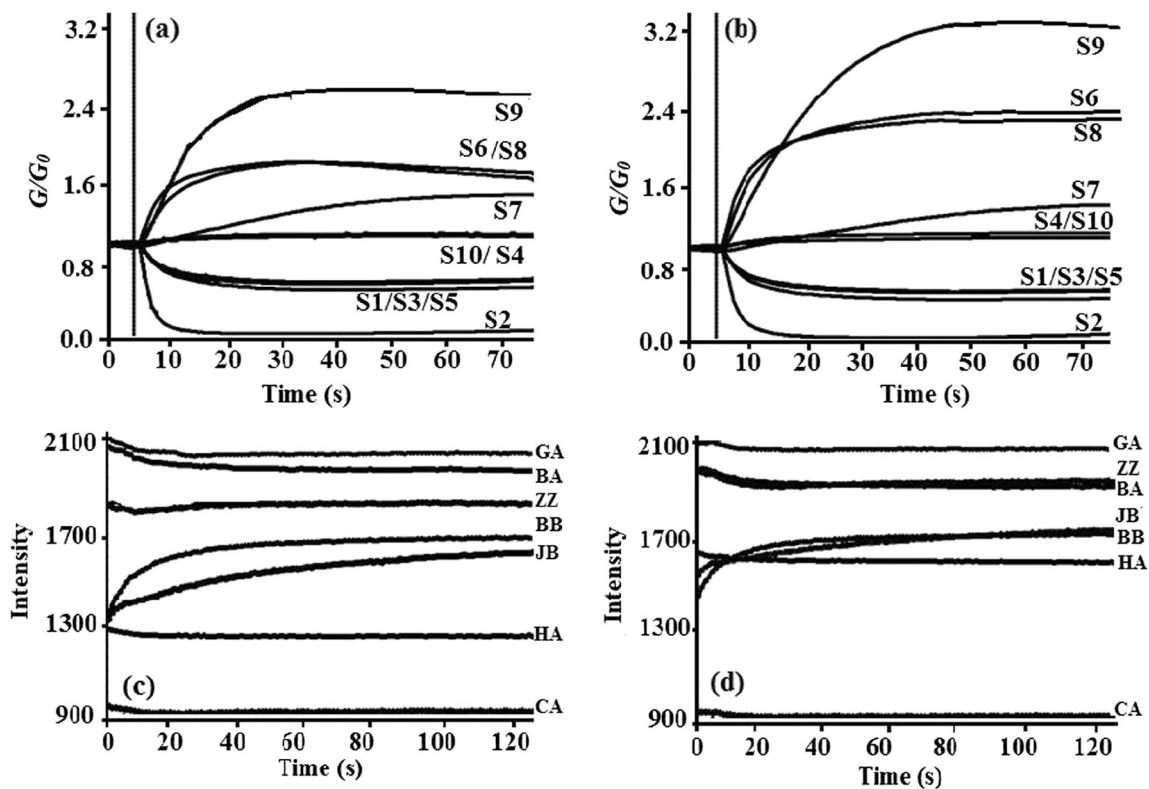 (a)
G/G0
3.2
2.4
1.6
0.8
0.0
S9
S6/S8
S7
S10/S4
S1/S3/S5
S2
0 10 20 30 40 50 60 70
Time (s)
(b)
G/G0
3.2
2.4
1.6
0.8
0.0
S9
S6
S8
S7
S4/S10
S1/S3/S5
S2
0 10 20 30 40 50 60 70
Time (s)
Intensity
2100
1700
1300
900
GA
BA
ZZ
BB
JB
HA
CA
(c)
0 20 40 60 80 100 120
Time (s)
Intensity
2100
1700
1300
900
GA
ZZ
BA
JB
BB
HA
CA
(d)
0 20 40 60 80 100 120
Time (s)